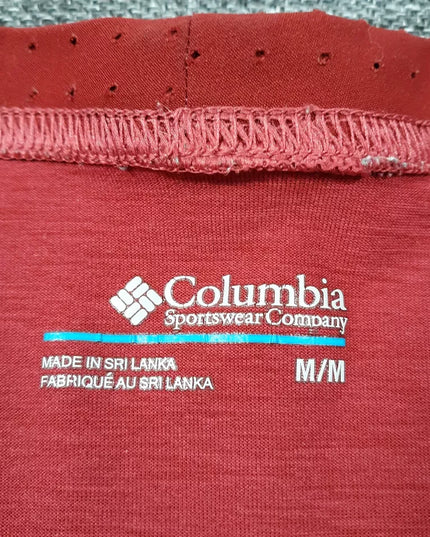 Columbia
Sportswear Company
MADE IN SRI LANKA
FABRIQUÉ AU SRI LANKA
M/M